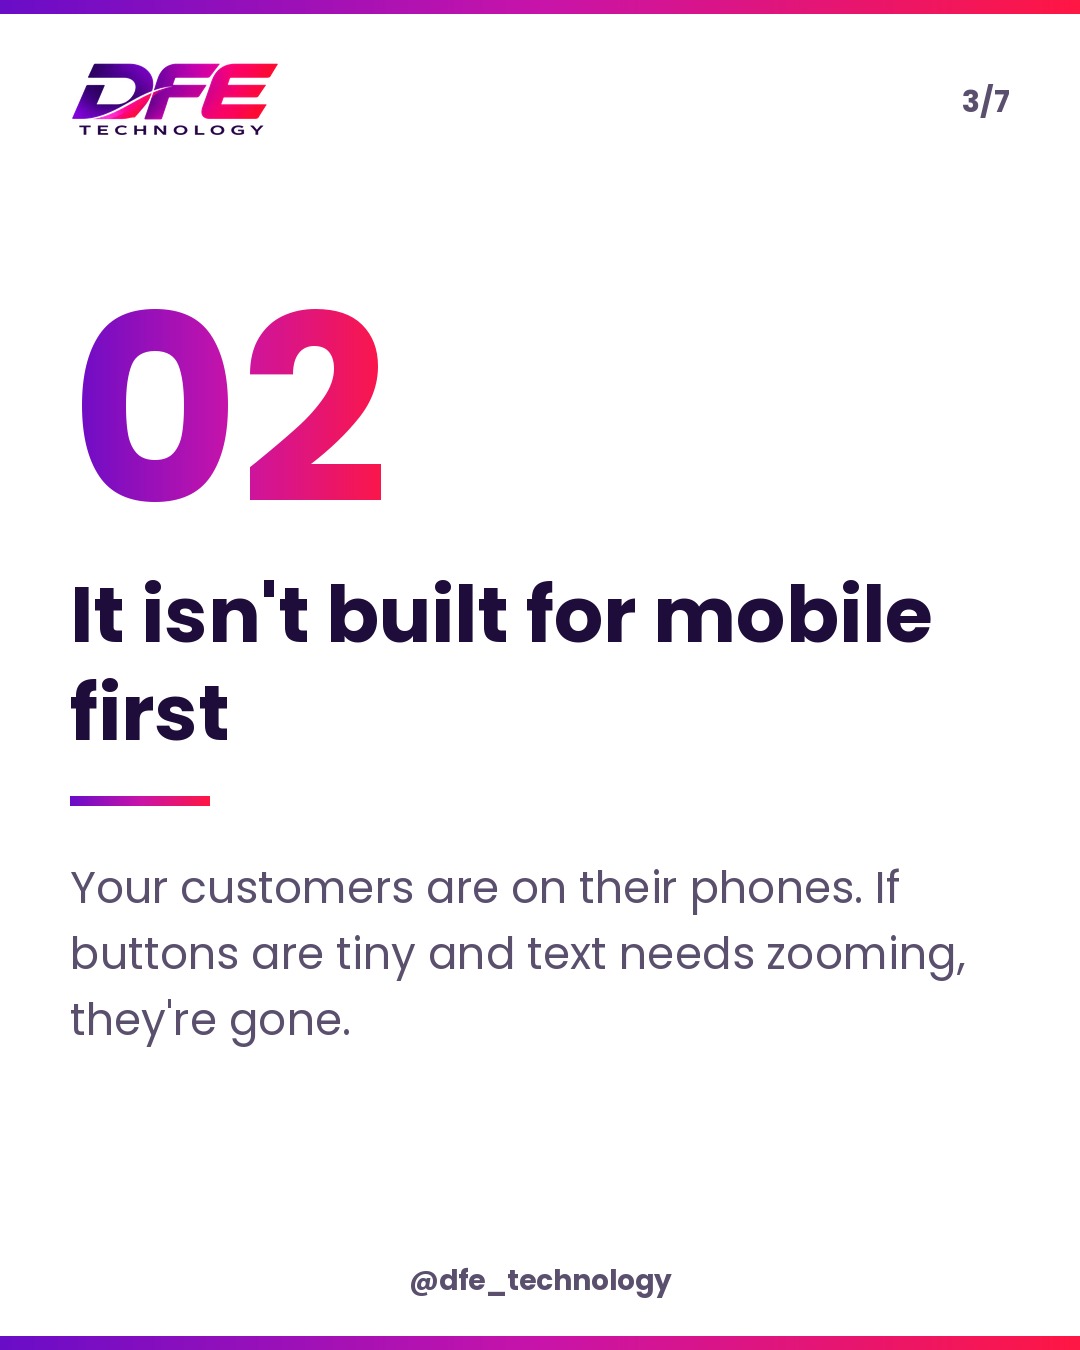 DFE
TECHNOLOGY
3/7
02
It isn't built for mobile
first
Your customers are on their phones. If
buttons are tiny and text needs zooming,
they're gone.
@dfe_technology